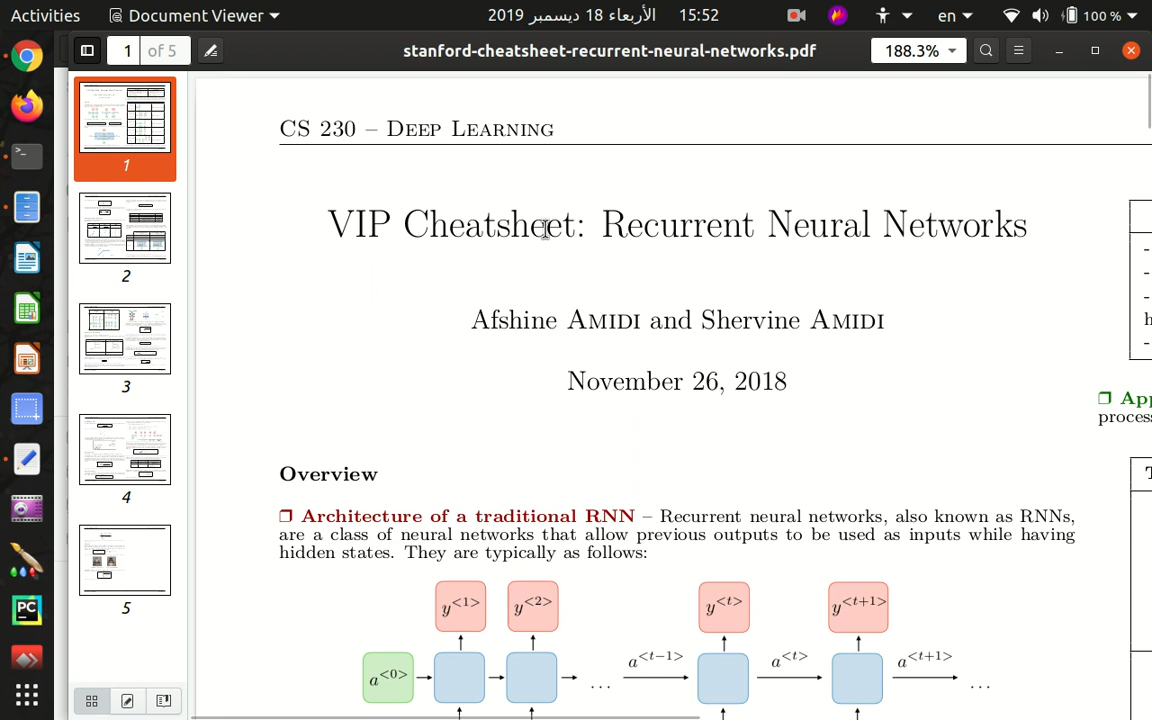 Activities
Document Viewer
الأربعاء 18 ديسمبر 2019
15:52
en
100 %
1 of 5
stanford-cheatsheet-recurrent-neural-networks.pdf
188.3%
1
2
3
4
5
CS 230 – Deep Learning
VIP Cheatsheet: Recurrent Neural Networks
Afshine Amidi and Shervine Amidi
November 26, 2018
Overview
❒ Architecture of a traditional RNN – Recurrent neural networks, also known as RNNs,
are a class of neural networks that allow previous outputs to be used as inputs while having
hidden states. They are typically as follows:
y<1> y<2> y<t> y<t+1>
a<0> ... a<t−1> a<t> a<t+1> ...
-
-
-
h
-
❒ App
process
T
PC